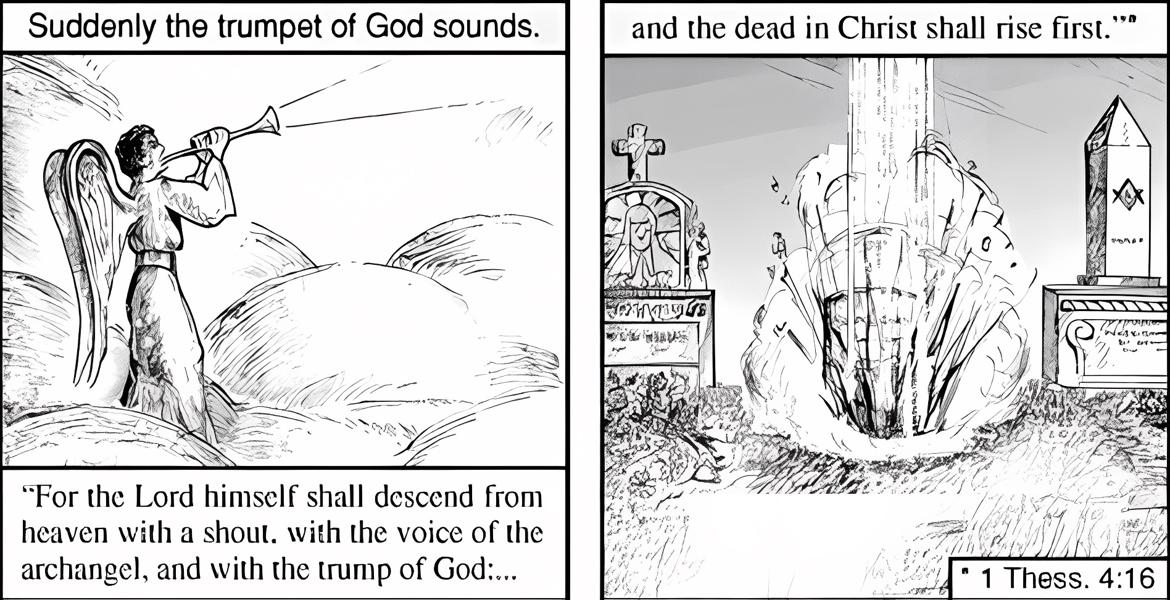 Suddenly the trumpet of God sounds.
“For the Lord himself shall descend from
heaven with a shout. with the voice of the
archangel, and with the trump of God:...
and the dead in Christ shall rise first.”*
* 1 Thess. 4:16